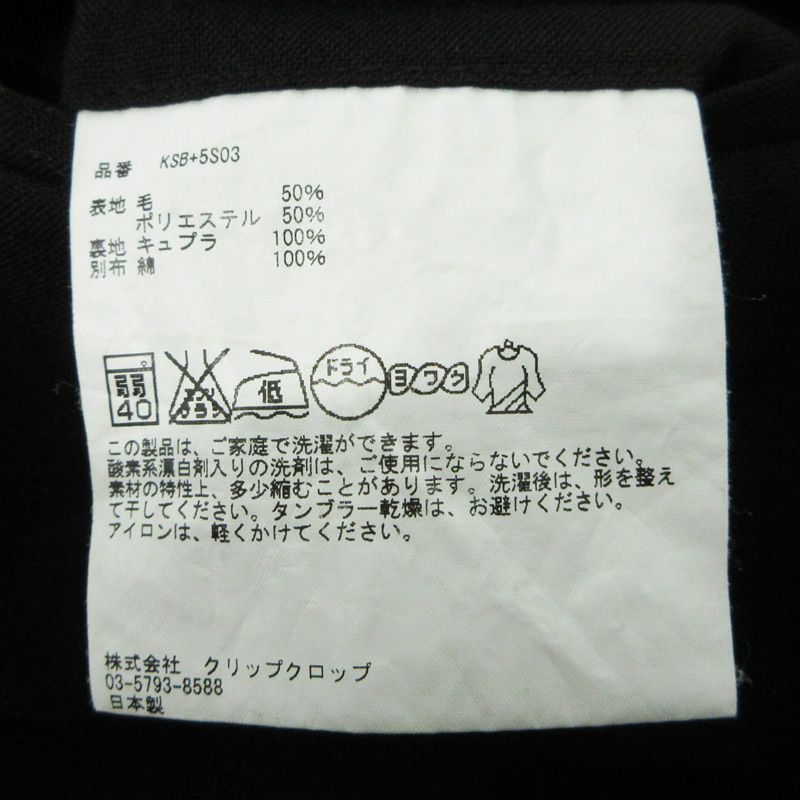 品番 KSB+5S03
表地 毛 50%
ポリエステル 50%
裏地 キュプラ 100%
別布 綿 100%
弱 40 エンソサラシ 低 ドライ ヨワク
この製品は、ご家庭で洗濯ができます。
酸素系漂白剤入りの洗剤は、ご使用にならないでください。
素材の特性上、多少縮むことがあります。洗濯後は、形を整え
て干してください。タンブラー乾燥は、お避けください。
アイロンは、軽くかけてください。
株式会社 クリップクロップ
03-5793-8588
日本製